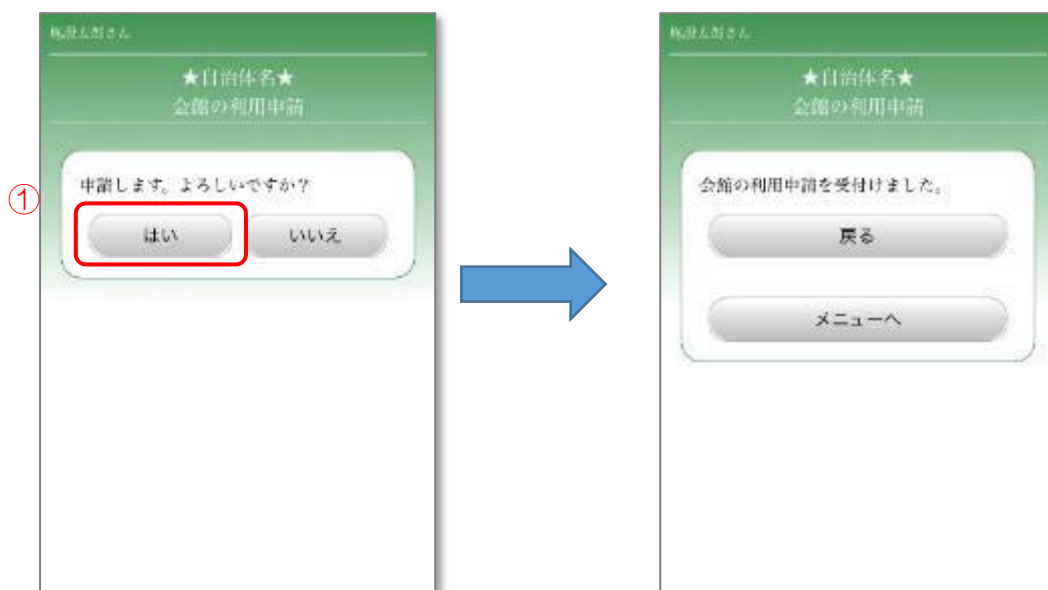 施設太郎さん
★自治体名★
会館の利用申請
①
申請します。よろしいですか？
はい
いいえ
施設太郎さん
★自治体名★
会館の利用申請
会館の利用申請を受付けました。
戻る
メニューへ